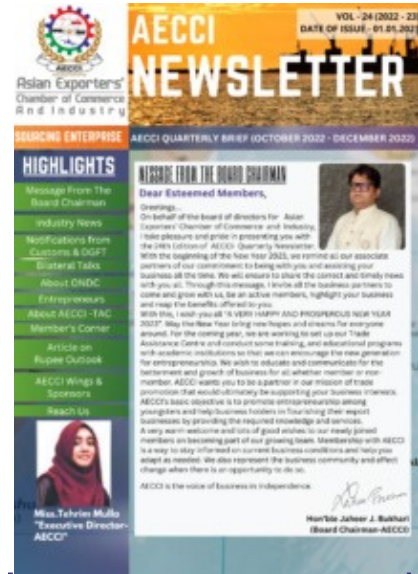 AECCI
NEWSLETTER
VOL - 24 (2022 - 23)
DATE OF ISSUE - 01.01.2023
AECCI
Asian Exporters'
Chamber of Commerce
And Industry
SOURCING ENTERPRISE
AECCI QUARTERLY BRIEF (OCTOBER 2022 - DECEMBER 2022)
HIGHLIGHTS
Message From The
Board Chairman
Industry News
Notifications from
Customs & DGFT
Bilateral Talks
About ONDC
Entrepreneurs
About AECCI -TAC
Member's Corner
Article on
Rupee Outlook
AECCI Wings &
Sponsors
Reach Us
Miss.Tehrim Mulla
"Executive Director-
AECCI"
MESSAGE FROM THE BOARD CHAIRMAN
Dear Esteemed Members,
Greetings...
On behalf of the board of directors for Asian
Exporters' Chamber of Commerce and Industry,
I take pleasure and pride in presenting you with
the 24th Edition of AECCI Quarterly Newsletter.
With the beginning of the New Year 2023, we remind all our associate
partners of our commitment to being with you and assisting your
business all the time. We will ensure to share the correct and timely news
with you all. Through this message, I invite all the business partners to
come and grow with us, be an active members, highlight your business
and reap the benefits offered to you.
With this, I wish you all "A VERY HAPPY AND PROSPEROUS NEW YEAR
2023". May the New Year bring new hopes and dreams for everyone
around. For the coming year, we are working to set up our Trade
Assistance Centre and conduct some training, and educational programs
with academic institutions so that we can encourage the new generation
for entrepreneurship. We wish to educate and communicate for the
betterment and growth of business for all whether member or non-
member. AECCI wants you to be a partner in our mission of trade
promotion that would ultimately be supporting your business interests.
AECCI's basic objective is to promote entrepreneurship among
youngsters and help business holders in flourishing their export
businesses by providing the required knowledge and services.
A very warm welcome and lots of good wishes to our newly joined
members on becoming part of our growing team. Membership with AECCI
is a way to stay informed on current business conditions and help you
adapt as needed. We also represent the business community and affect
change when there is an opportunity to do so.
AECCI is the voice of business in independence.
Hon'ble Jaheer J. Bukhari
(Board Chairman-AECCI)